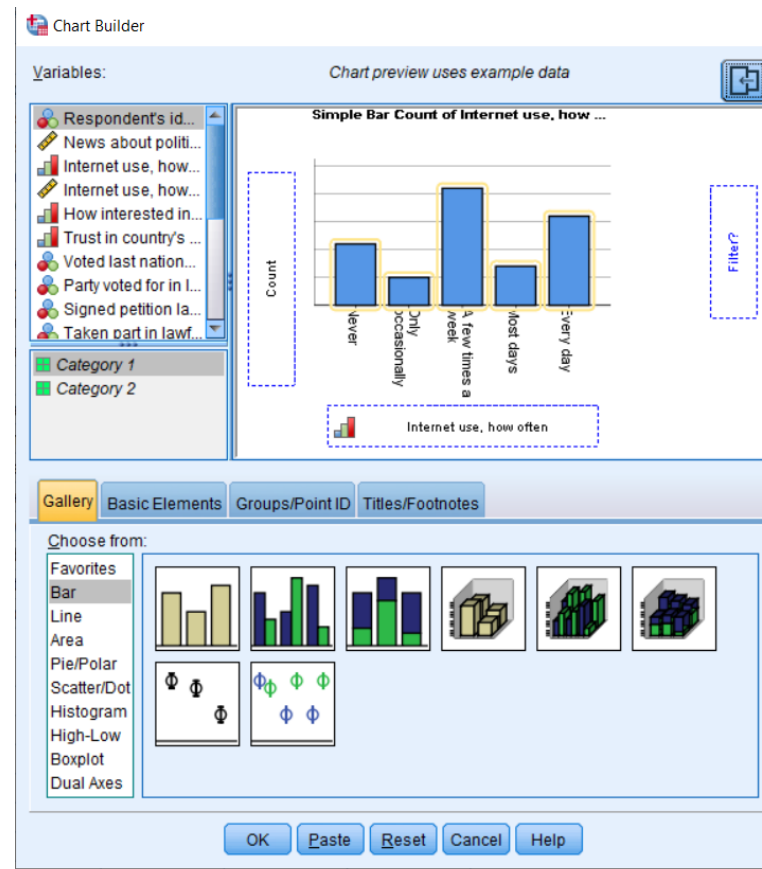 Chart Builder
Variables:
Chart preview uses example data
Respondent's id...
News about politi...
Internet use, how...
Internet use, how...
How interested in...
Trust in country's ...
Voted last nation...
Party voted for in l...
Signed petition la...
Taken part in lawf...
Category 1
Category 2
Simple Bar Count of Internet use, how ...
Count
Filter?
Never
Only
occasionally
A few times a
week
Most days
Every day
Internet use, how often
Gallery
Basic Elements
Groups/Point ID
Titles/Footnotes
Choose from:
Favorites
Bar
Line
Area
Pie/Polar
Scatter/Dot
Histogram
High-Low
Boxplot
Dual Axes
OK
Paste
Reset
Cancel
Help